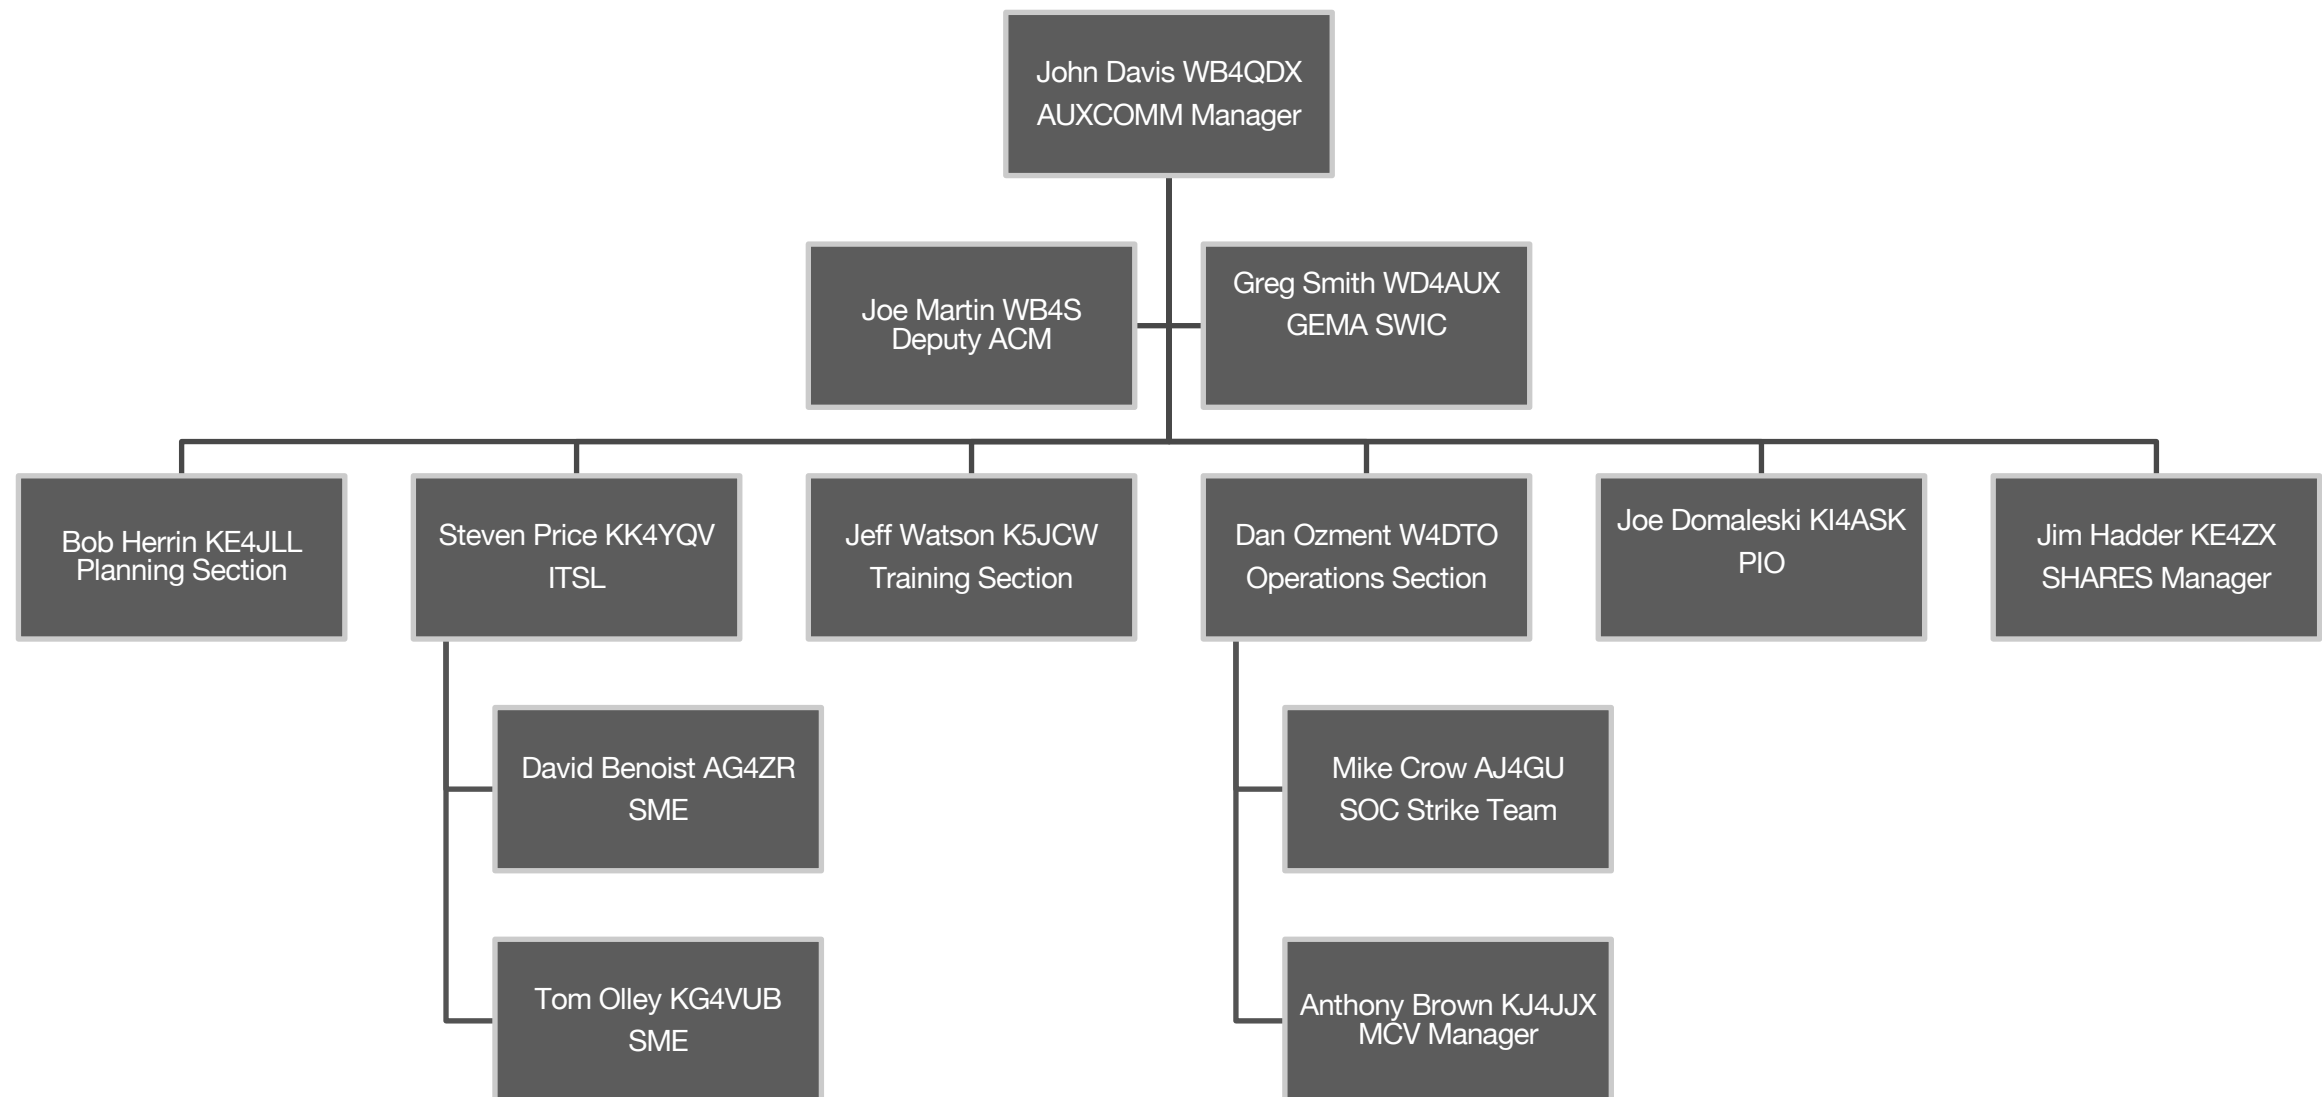 John Davis WB4QDX
AUXCOMM Manager
Joe Martin WB4S
Deputy ACM
Greg Smith WD4AUX
GEMA SWIC
Bob Herrin KE4JLL
Planning Section
Steven Price KK4YQV
ITSL
Jeff Watson K5JCW
Training Section
Dan Ozment W4DTO
Operations Section
Joe Domaleski KI4ASK
PIO
Jim Hadder KE4ZX
SHARES Manager
David Benoist AG4ZR
SME
Mike Crow AJ4GU
SOC Strike Team
Tom Olley KG4VUB
SME
Anthony Brown KJ4JJX
MCV Manager